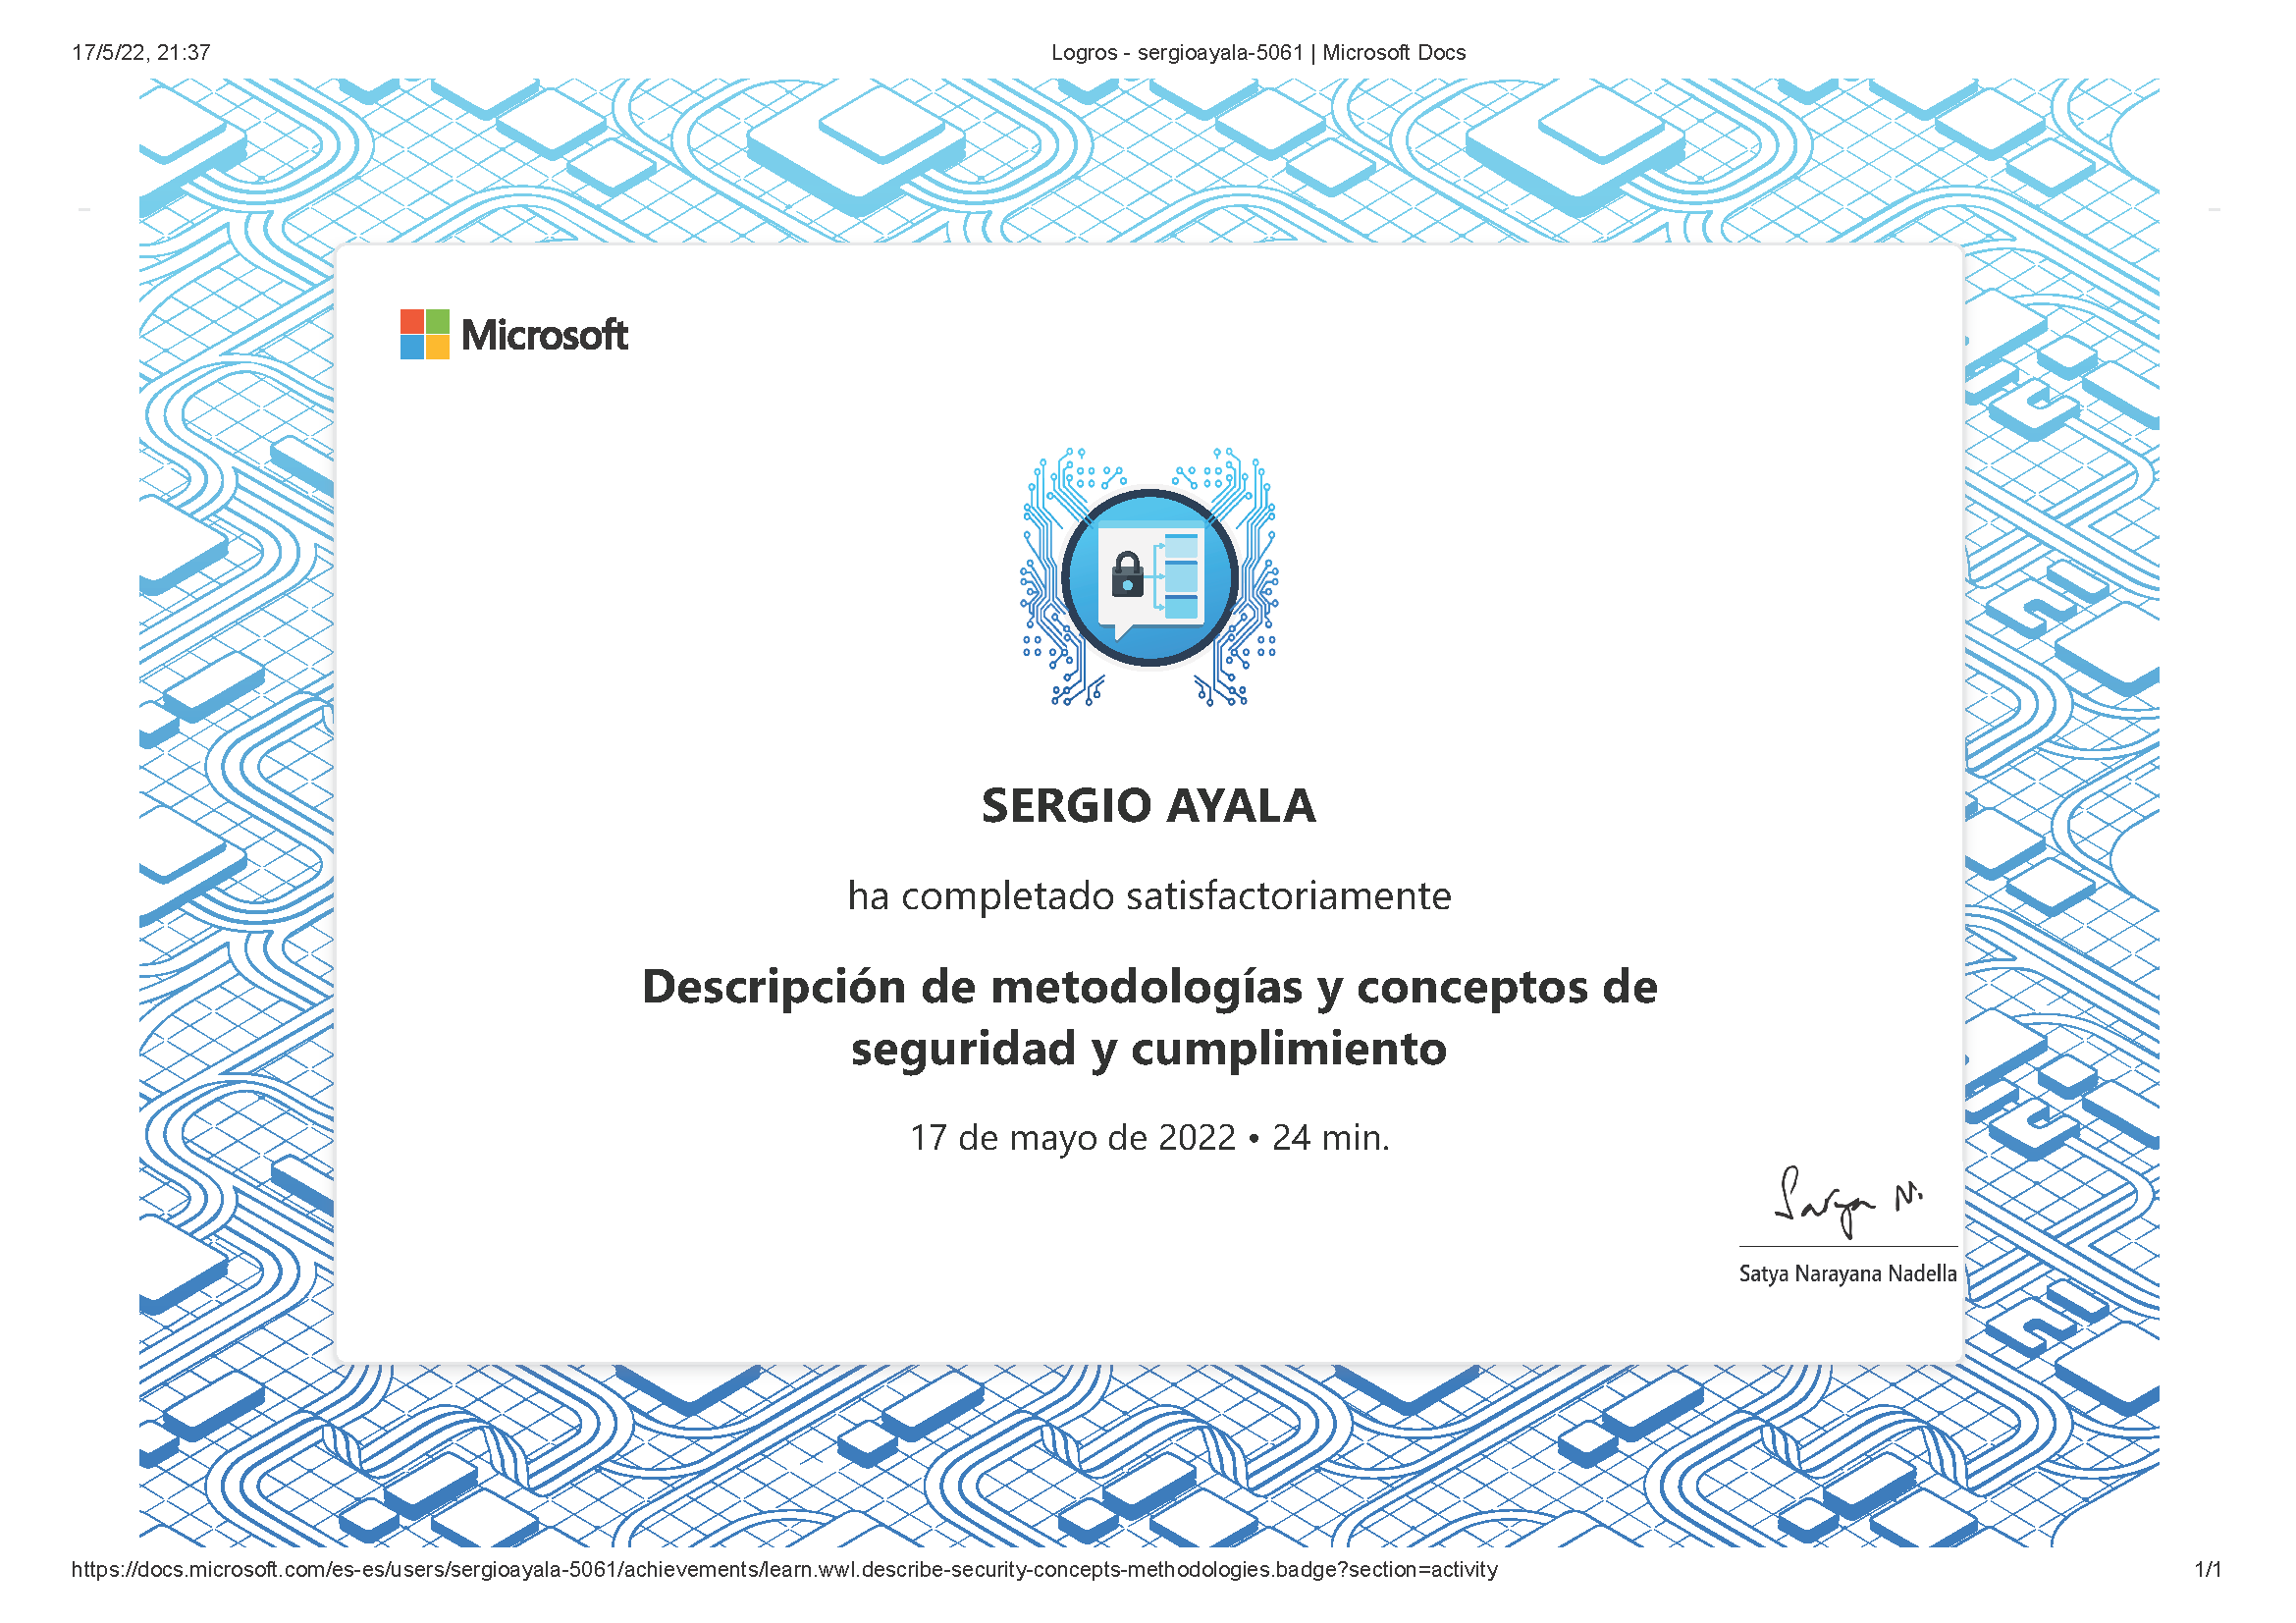 17/5/22, 21:37
Logros - sergioayala-5061 | Microsoft Docs
Microsoft
SERGIO AYALA
ha completado satisfactoriamente
Descripción de metodologías y conceptos de
seguridad y cumplimiento
17 de mayo de 2022 • 24 min.
Satya N.
Satya Narayana Nadella
https://docs.microsoft.com/es-es/users/sergioayala-5061/achievements/learn.wwl.describe-security-concepts-methodologies.badge?section=activity
1/1